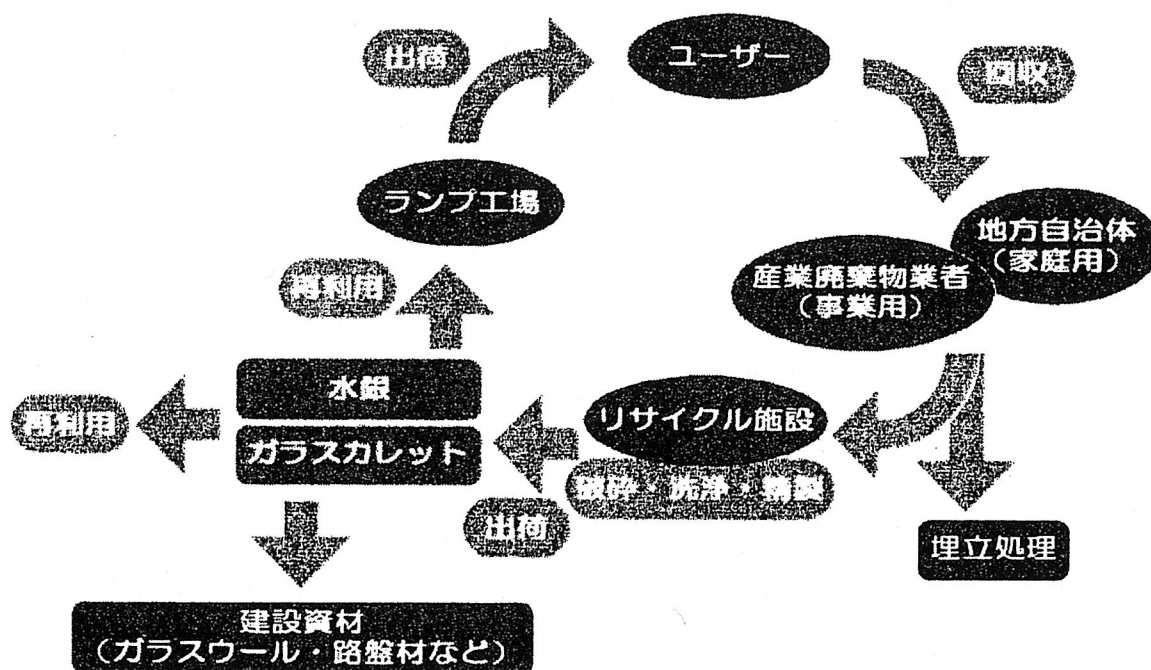 出荷
ユーザー
回収
ランプ工場
地方自治体
（家庭用）
産業廃棄物業者
（事業用）
再利用
水銀
リサイクル施設
再利用
ガラスカレット
破砕・洗浄・精製
出荷
埋立処理
建設資材
（ガラスウール・路盤材など）